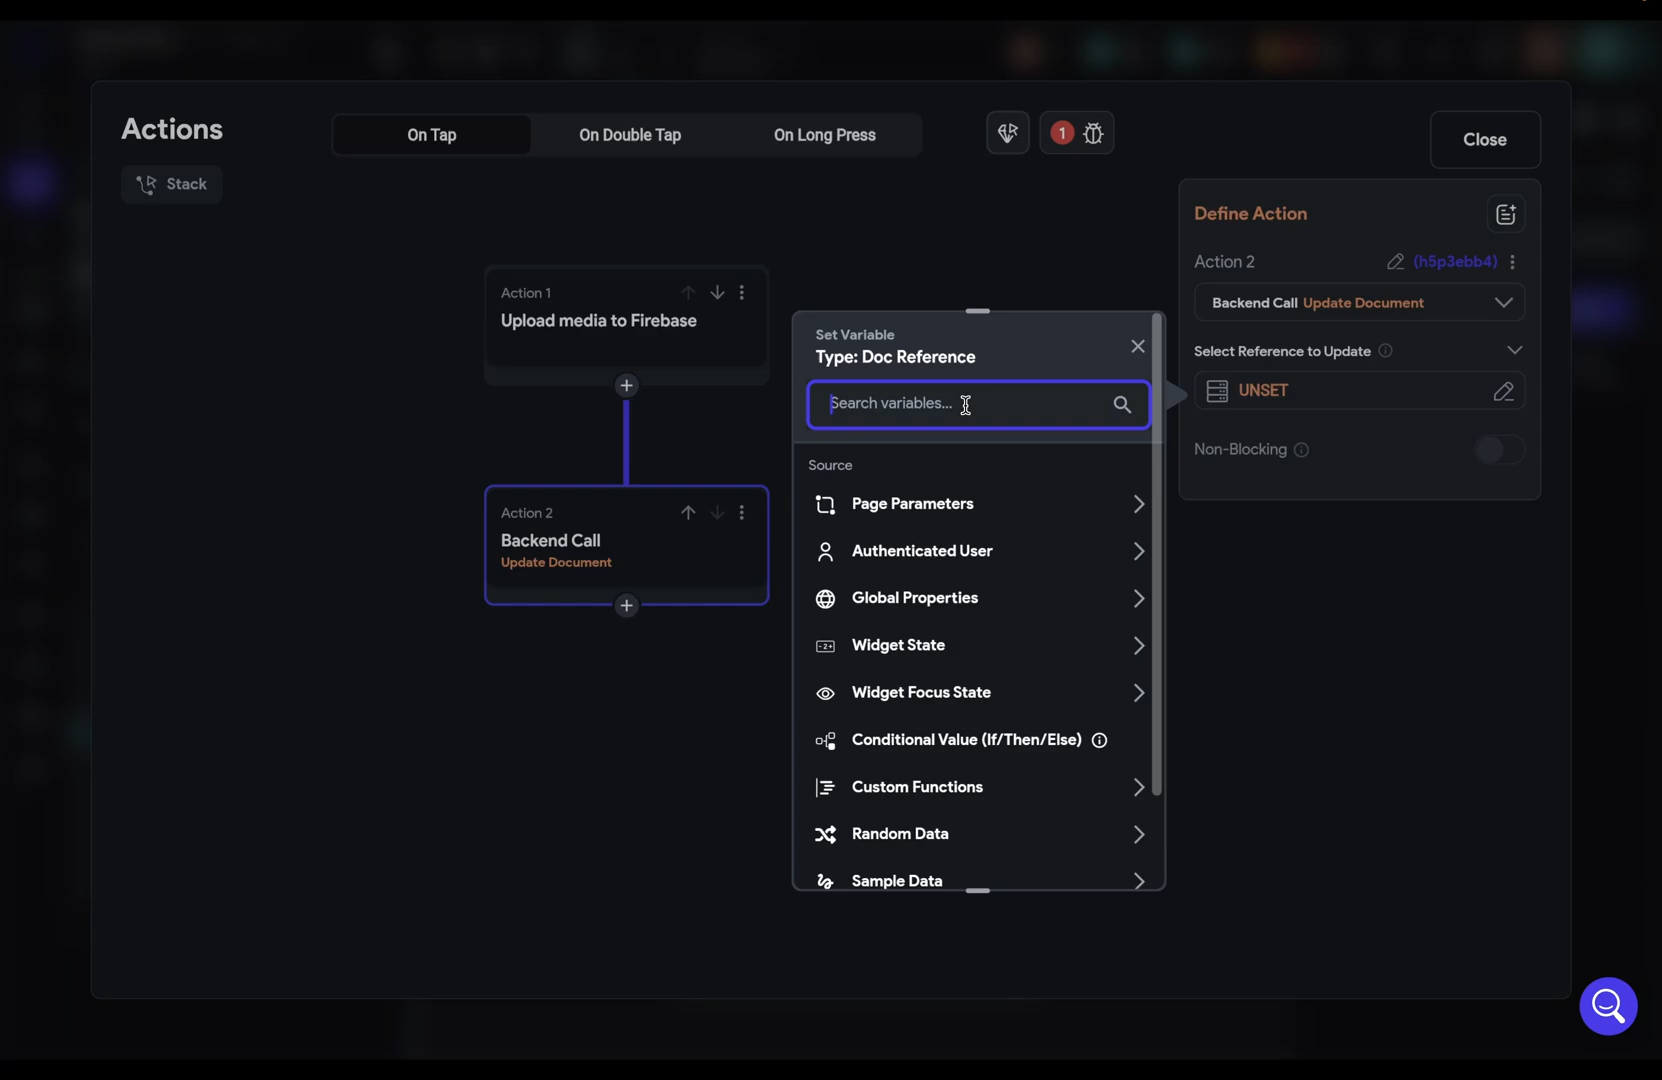 Actions
On Tap
On Double Tap
On Long Press
1
Close
Stack
Define Action
Action 2
(h5p3ebb4)
Backend Call Update Document
Select Reference to Update
UNSET
Non-Blocking
Action 1
Upload media to Firebase
Action 2
Backend Call
Update Document
Set Variable
Type: Doc Reference
Search variables...
Source
Page Parameters
Authenticated User
Global Properties
Widget State
Widget Focus State
Conditional Value (If/Then/Else)
Custom Functions
Random Data
Sample Data